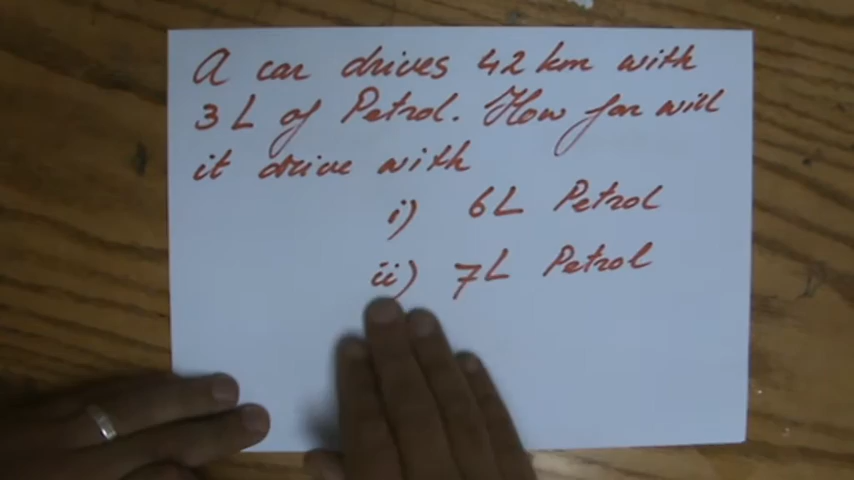 A car drives 42 km with
3 L of Petrol. How far will
it drive with
i) 6L Petrol
ii) 7L Petrol